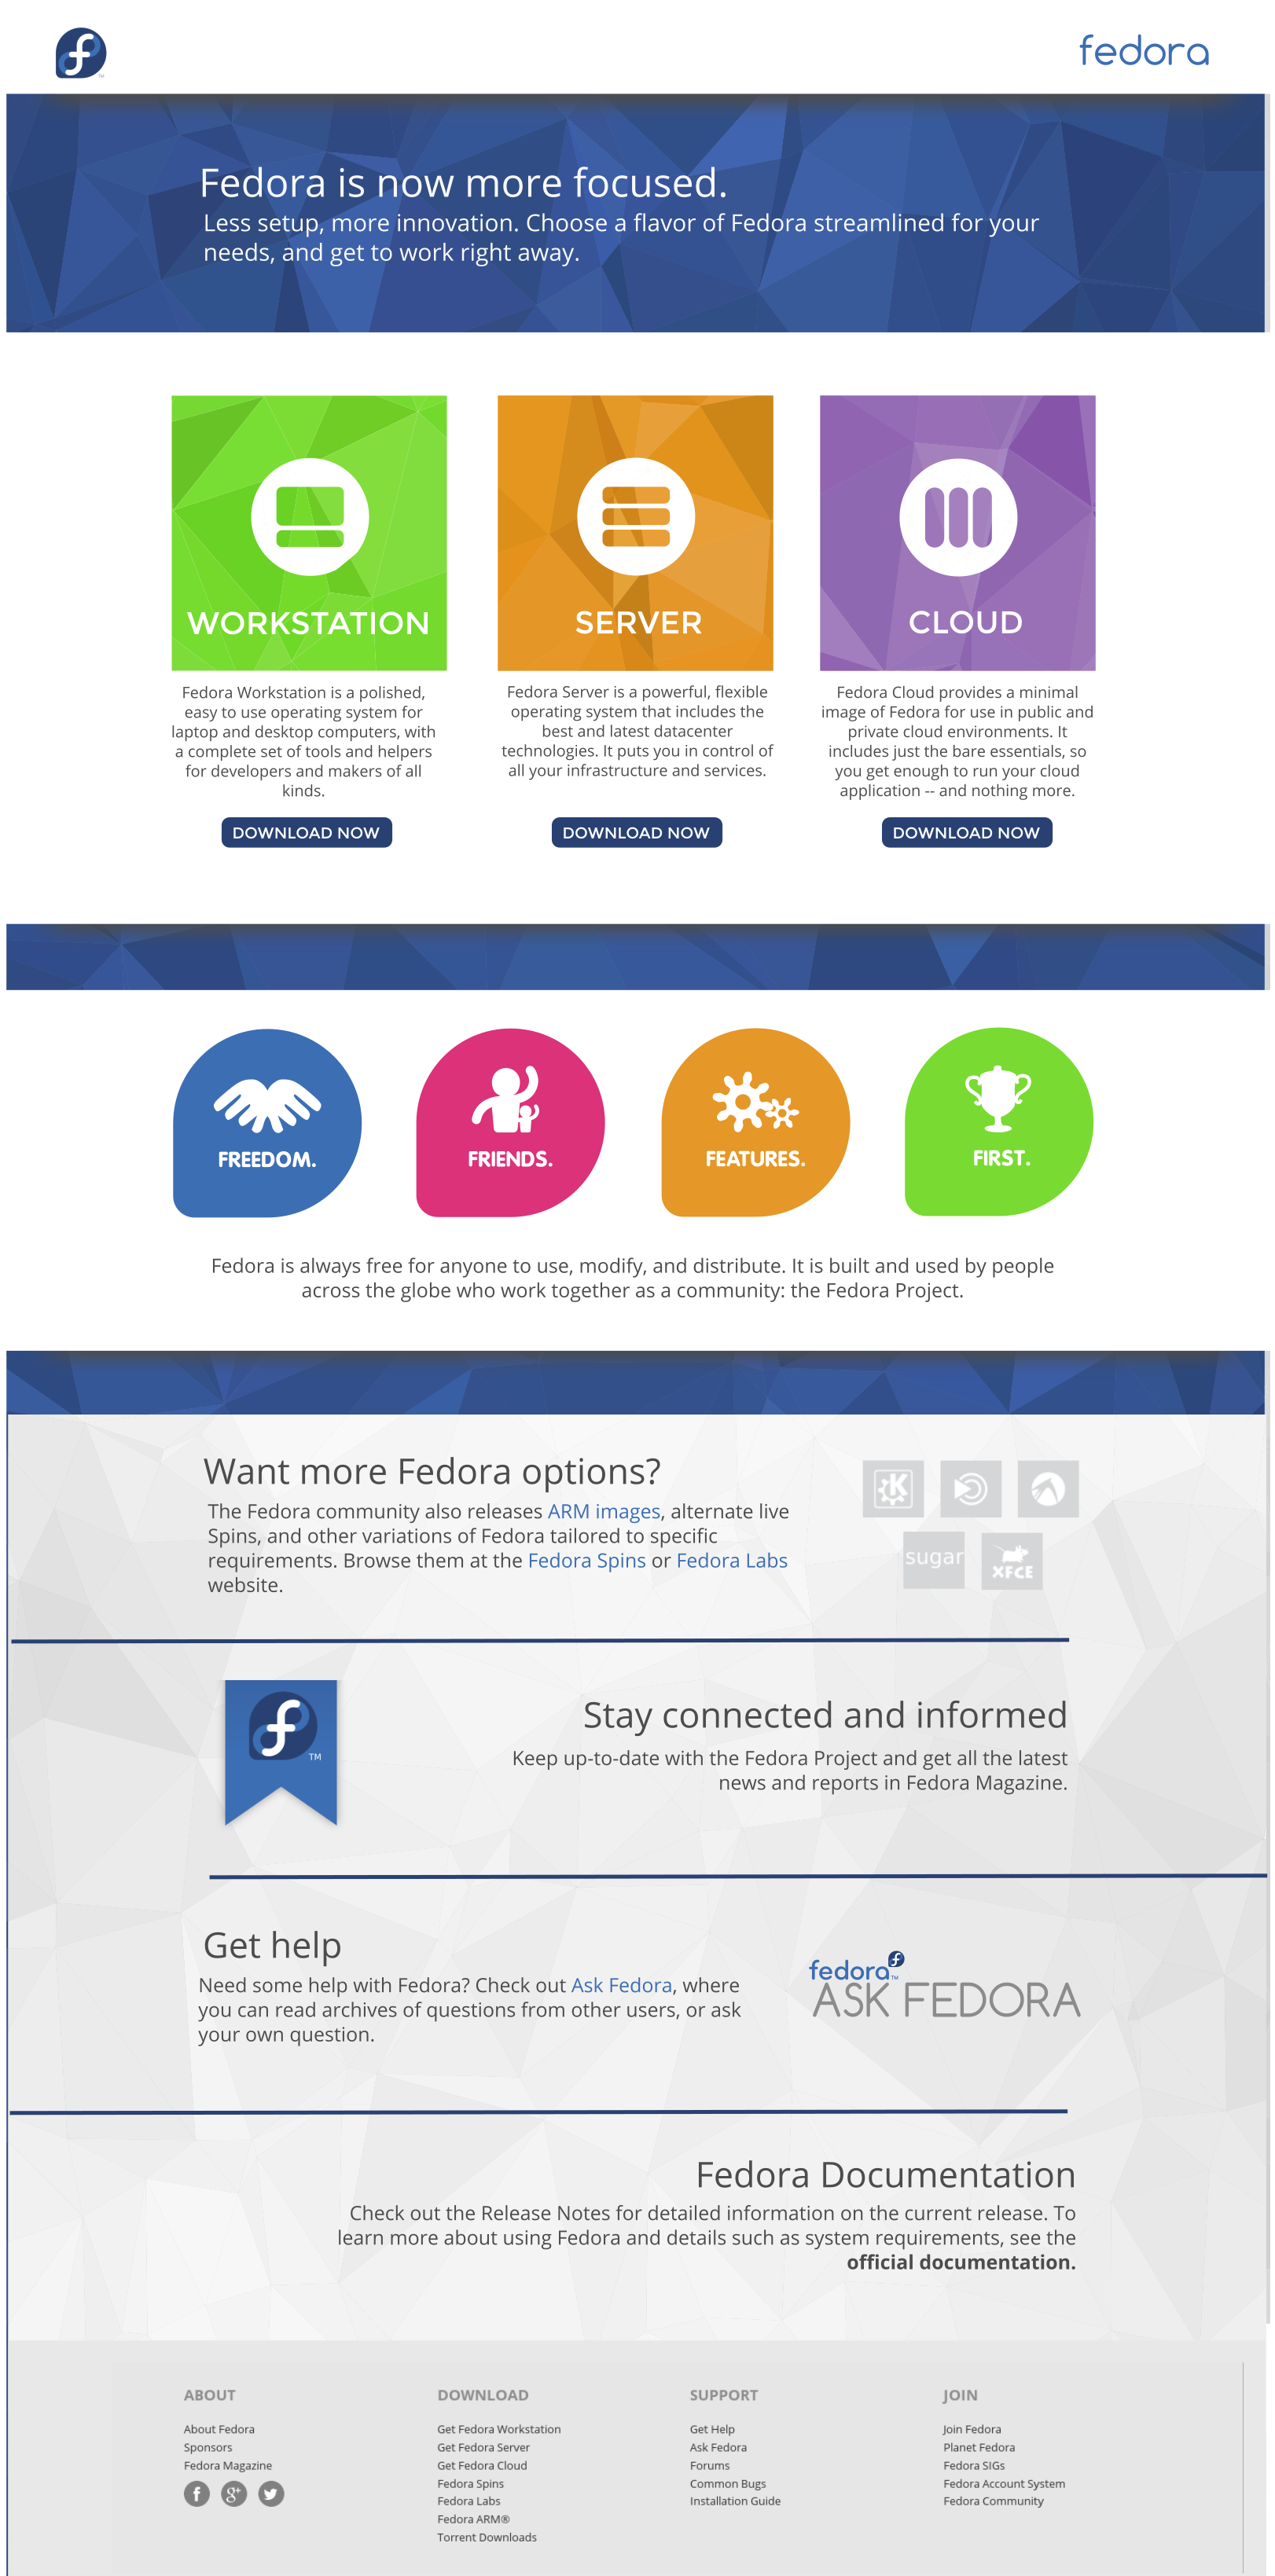 fedora
Fedora is now more focused.
Less setup, more innovation. Choose a flavor of Fedora streamlined for your
needs, and get to work right away.
WORKSTATION
Fedora Workstation is a polished,
easy to use operating system for
laptop and desktop computers, with
a complete set of tools and helpers
for developers and makers of all
kinds.
DOWNLOAD NOW
SERVER
Fedora Server is a powerful, flexible
operating system that includes the
best and latest datacenter
technologies. It puts you in control of
all your infrastructure and services.
DOWNLOAD NOW
CLOUD
Fedora Cloud provides a minimal
image of Fedora for use in public and
private cloud environments. It
includes just the bare essentials, so
you get enough to run your cloud
application -- and nothing more.
DOWNLOAD NOW
FREEDOM.
FRIENDS.
FEATURES.
FIRST.
Fedora is always free for anyone to use, modify, and distribute. It is built and used by people
across the globe who work together as a community: the Fedora Project.
Want more Fedora options?
The Fedora community also releases ARM images, alternate live
Spins, and other variations of Fedora tailored to specific
requirements. Browse them at the Fedora Spins or Fedora Labs
website.
sugar
XFCE
TM
Stay connected and informed
Keep up-to-date with the Fedora Project and get all the latest
news and reports in Fedora Magazine.
Get help
Need some help with Fedora? Check out Ask Fedora, where
you can read archives of questions from other users, or ask
your own question.
fedora™
ASK FEDORA
Fedora Documentation
Check out the Release Notes for detailed information on the current release. To
learn more about using Fedora and details such as system requirements, see the
official documentation.
ABOUT
About Fedora
Sponsors
Fedora Magazine
DOWNLOAD
Get Fedora Workstation
Get Fedora Server
Get Fedora Cloud
Fedora Spins
Fedora Labs
Fedora ARM®
Torrent Downloads
SUPPORT
Get Help
Ask Fedora
Forums
Common Bugs
Installation Guide
JOIN
Join Fedora
Planet Fedora
Fedora SIGs
Fedora Account System
Fedora Community